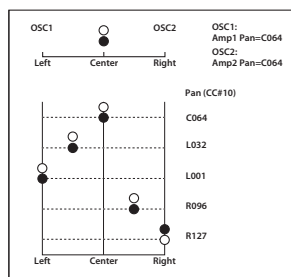 OSC1
OSC2
OSC1:
Amp1 Pan=C064
OSC2:
Amp2 Pan=C064
Left
Center
Right
Pan (CC#10)
C064
L032
L001
R096
R127
Left
Center
Right